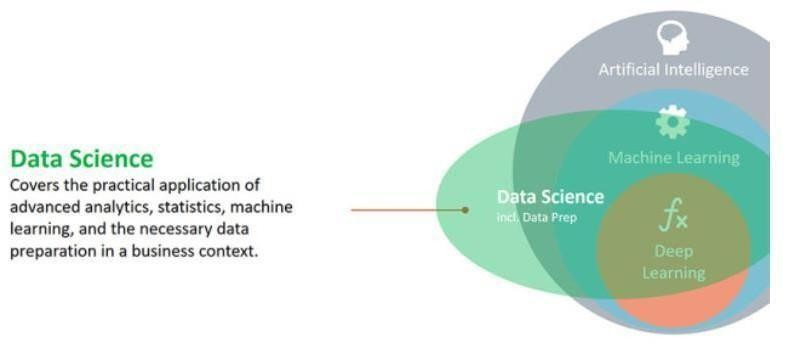 Data Science
Covers the practical application of
advanced analytics, statistics, machine
learning, and the necessary data
preparation in a business context.
Artificial Intelligence
Machine Learning
Data Science
incl. Data Prep
fx
Deep
Learning